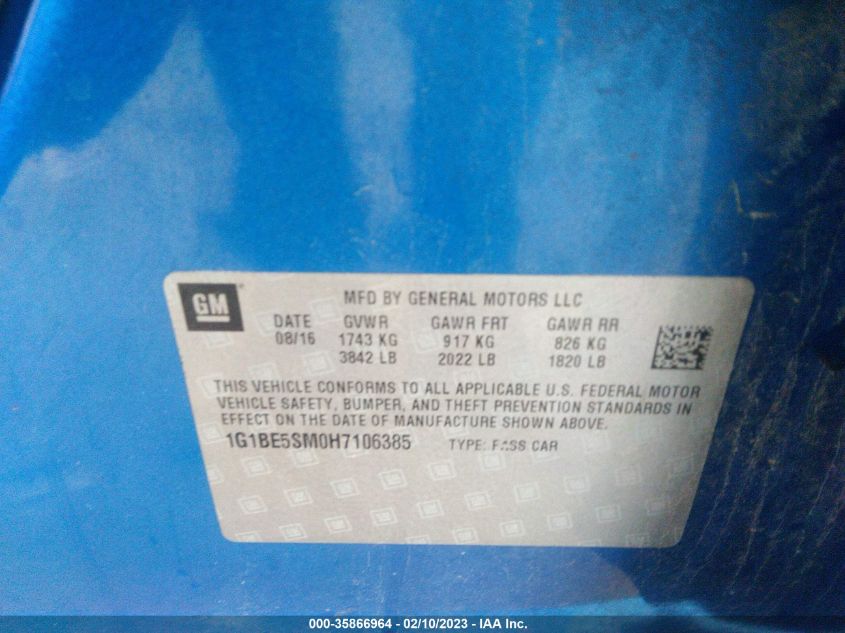 GM
MFD BY GENERAL MOTORS LLC
DATE GVWR GAWR FRT GAWR RR
08/16 1743 KG 917 KG 826 KG
3842 LB 2022 LB 1820 LB
THIS VEHICLE CONFORMS TO ALL APPLICABLE U.S. FEDERAL MOTOR
VEHICLE SAFETY, BUMPER, AND THEFT PREVENTION STANDARDS IN
EFFECT ON THE DATE OF MANUFACTURE SHOWN ABOVE.
1G1BE5SM0H7106385 TYPE: PASS CAR
000-35866964 - 02/10/2023 - IAA Inc.